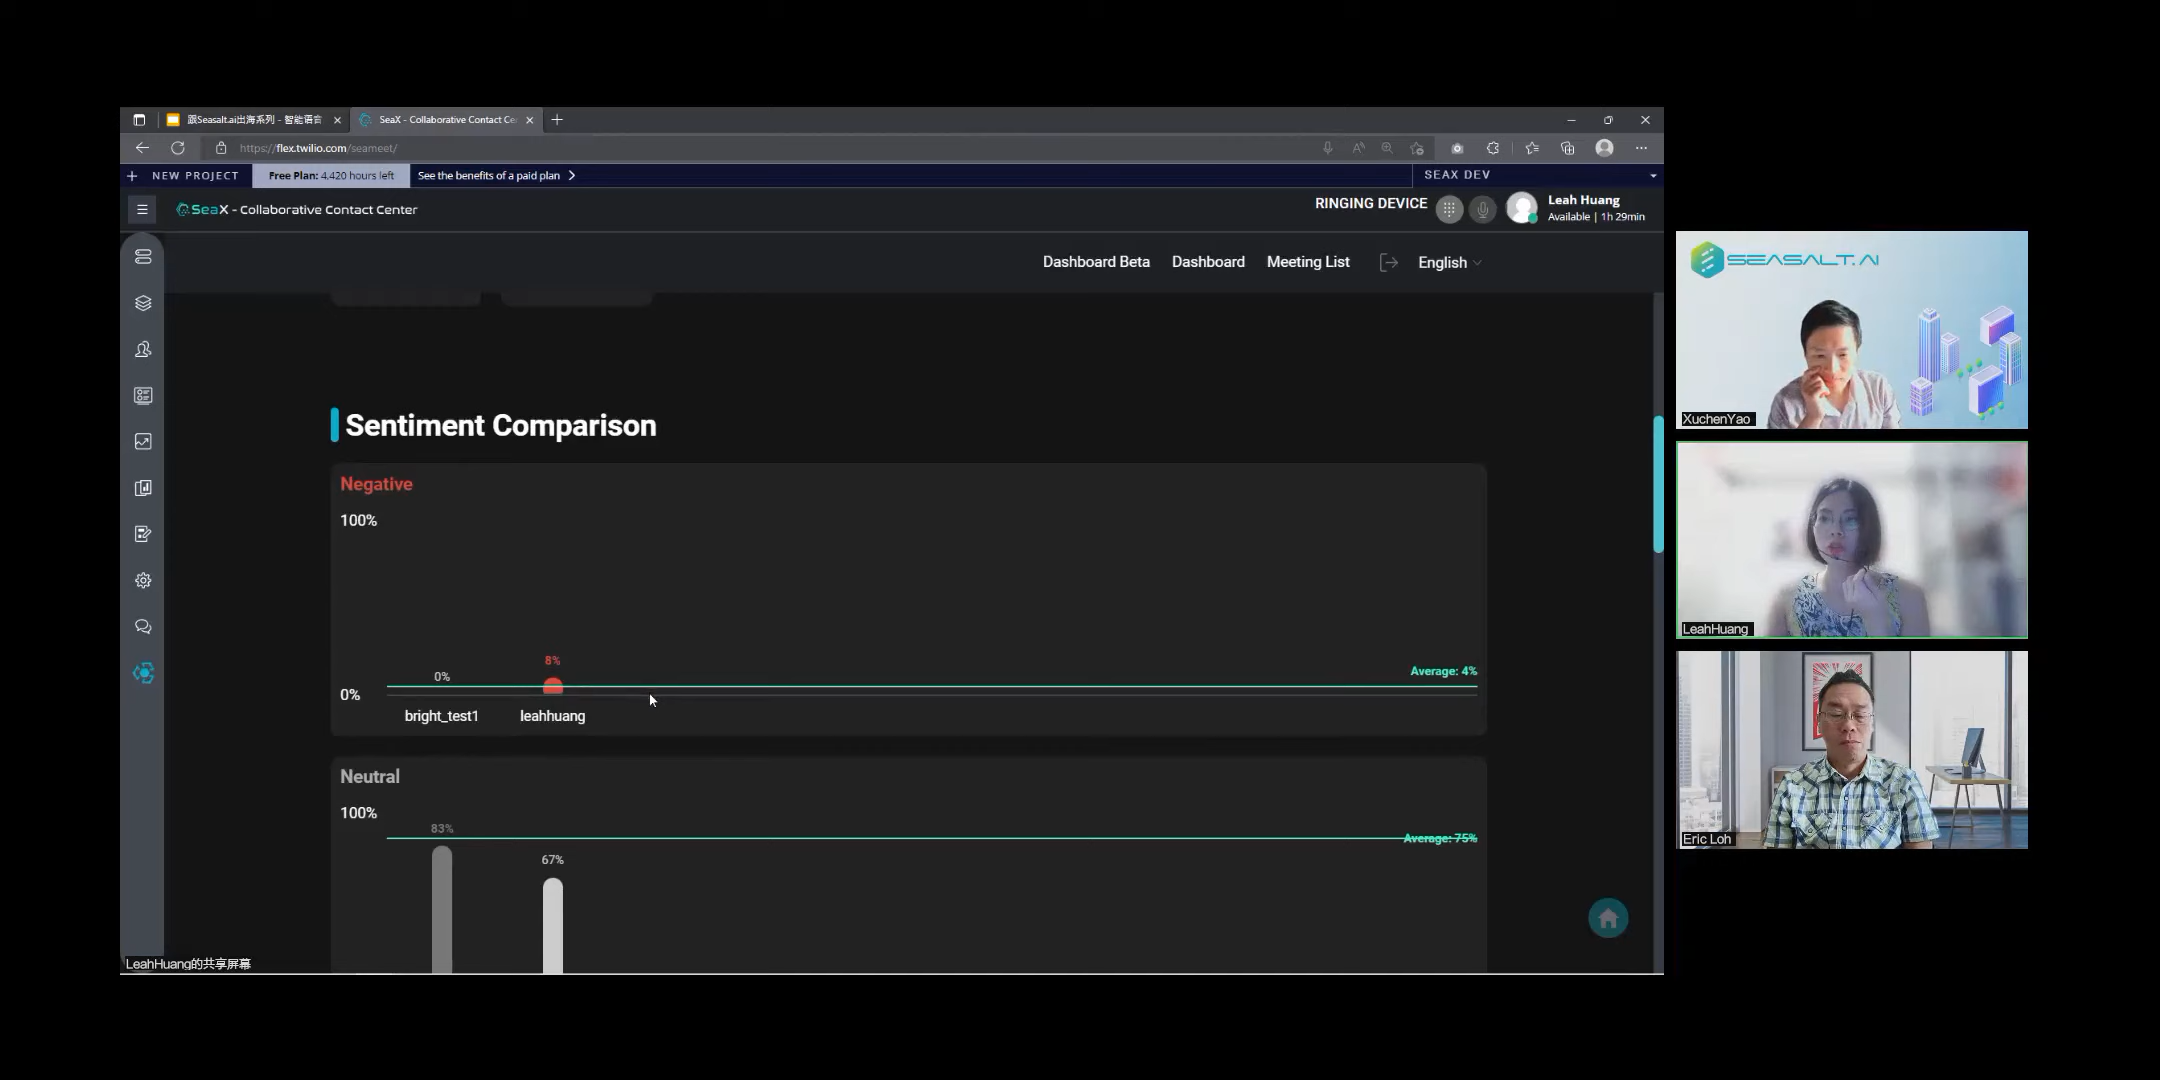 跟Seasalt.ai出海系列 - 智能语音
SeaX - Collaborative Contact Ce
https://flex.twilio.com/seameet/
NEW PROJECT
Free Plan: 4,420 hours left
See the benefits of a paid plan
SEAX DEV
SeaX - Collaborative Contact Center
RINGING DEVICE
Leah Huang
Available | 1h 29min
Dashboard Beta
Dashboard
Meeting List
English
Sentiment Comparison
Negative
100%
8%
0%
Average: 4%
0%
bright_test1
leahhuang
Neutral
100%
83%
Average: 75%
67%
LeahHuang的共享屏幕
SEASALT.AI
XuchenYao
LeahHuang
Eric Loh